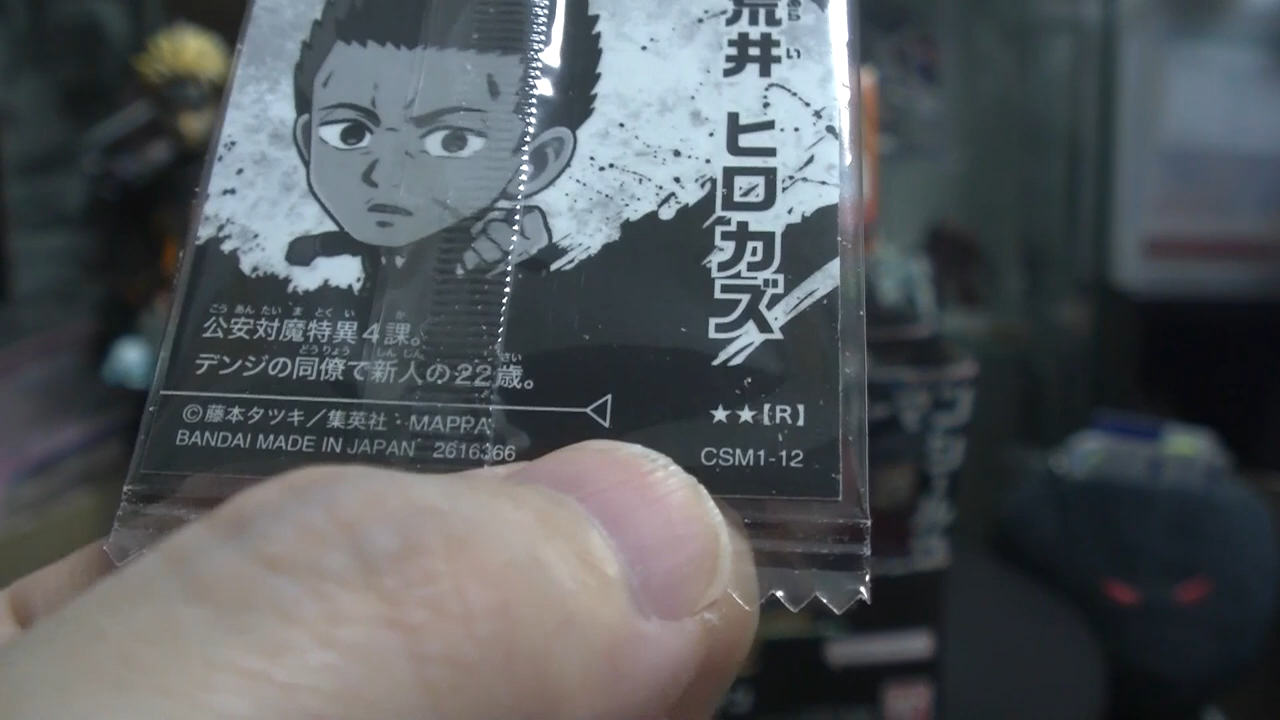 荒井 ヒロカズ
公安対魔特異4課。
デンジの同僚で新人の22歳。
©藤本タツキ／集英社・MAPPA
BANDAI MADE IN JAPAN 2616366
★★【R】
CSM1-12